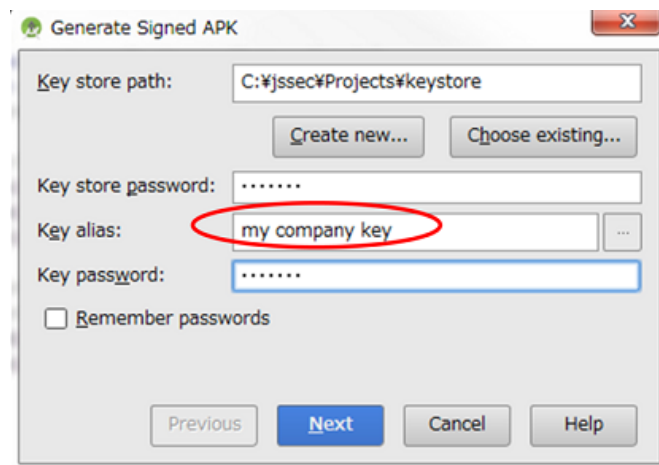 Generate Signed APK
Key store path: C:¥jssec¥Projects¥keystore
Create new... Choose existing...
Key store password: •••••••
Key alias: my company key ...
Key password: •••••••
Remember passwords
Previous Next Cancel Help